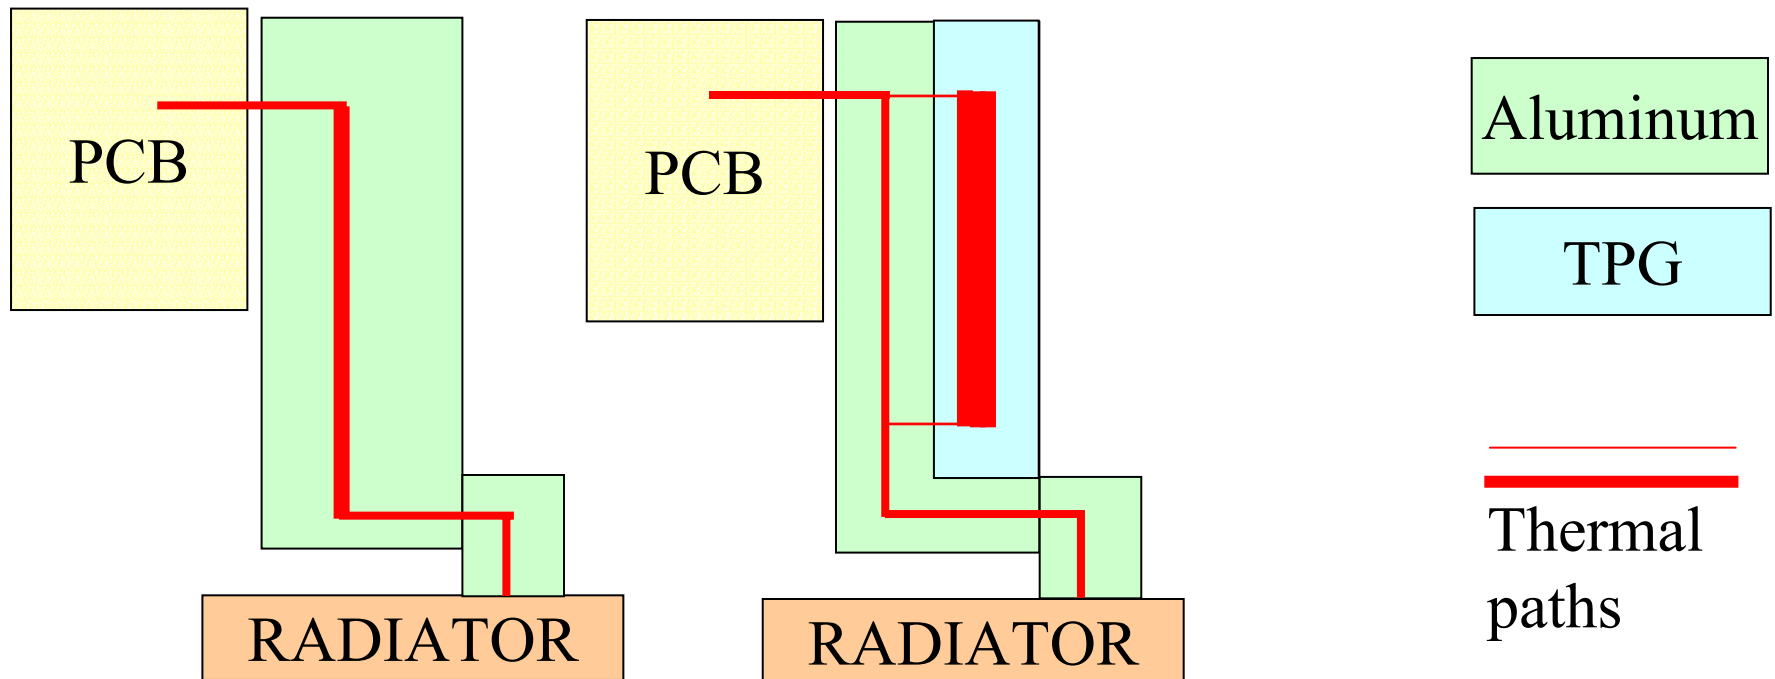 PCB
PCB
Aluminum
TPG
Thermal
paths
RADIATOR
RADIATOR